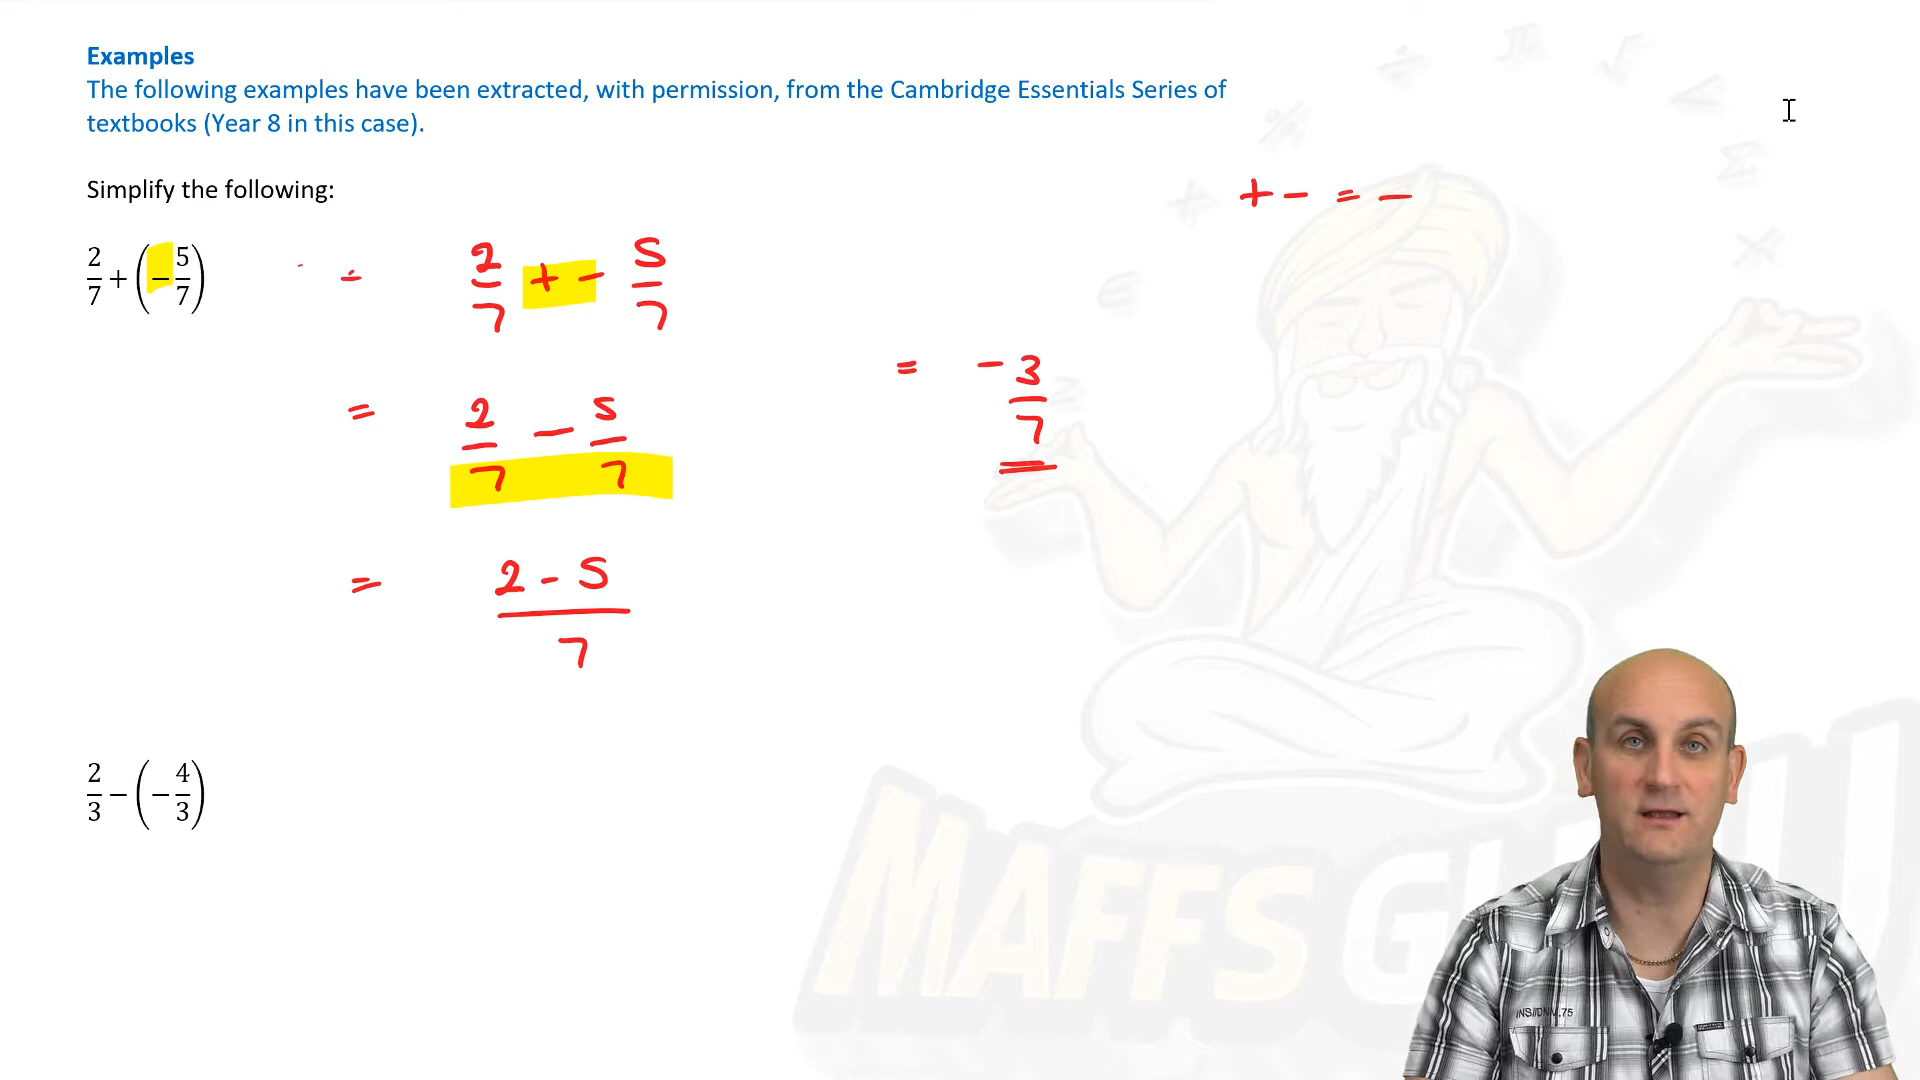 Examples
The following examples have been extracted, with permission, from the Cambridge Essentials Series of
textbooks (Year 8 in this case).
Simplify the following:
+ - = -
2/7 + (-5/7)
= 2/7 + - 5/7
= 2/7 - 5/7
= -3/7
= 2 - 5 / 7
2/3 - (-4/3)
MAFFS GU